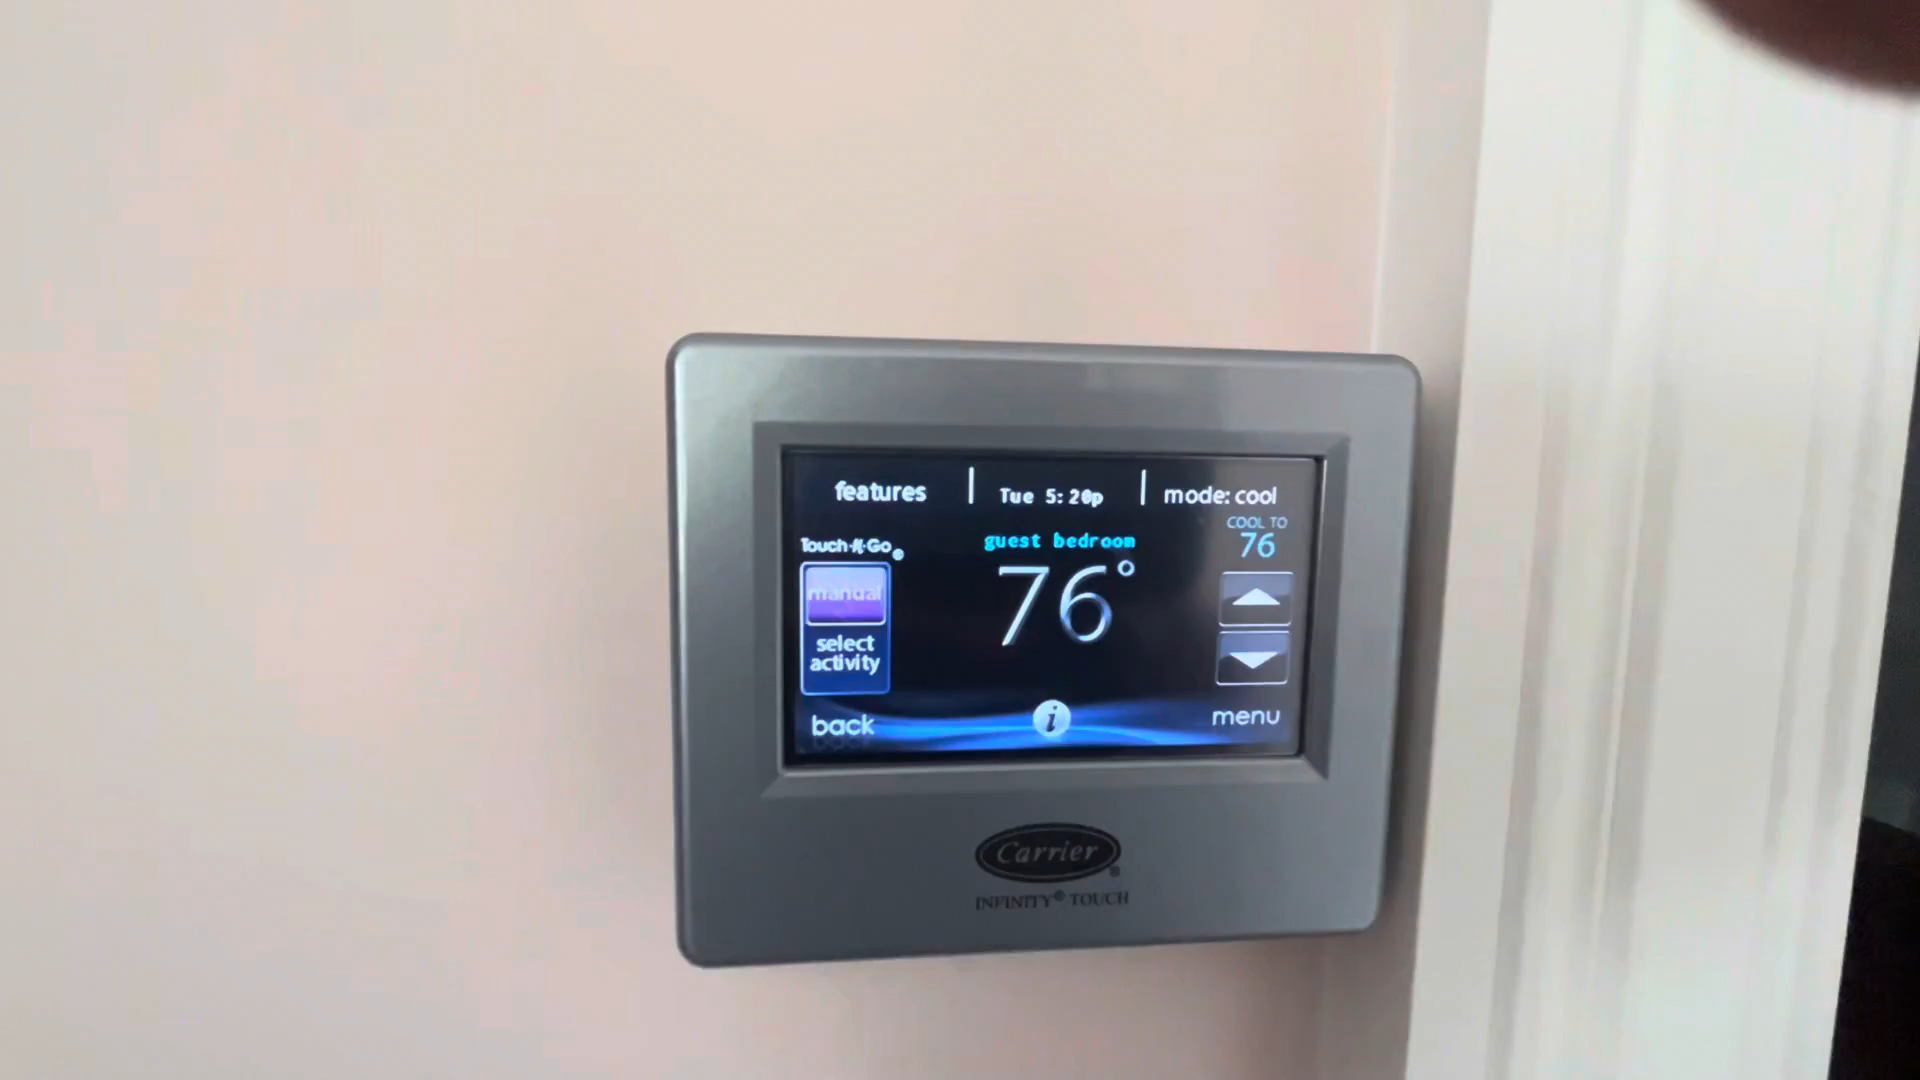 features | Tue 5:20p | mode: cool
COOL TO
76
Touch-N-Go®
guest bedroom
76°
manual
select
activity
back
i
menu
Carrier®
INFINITY® TOUCH